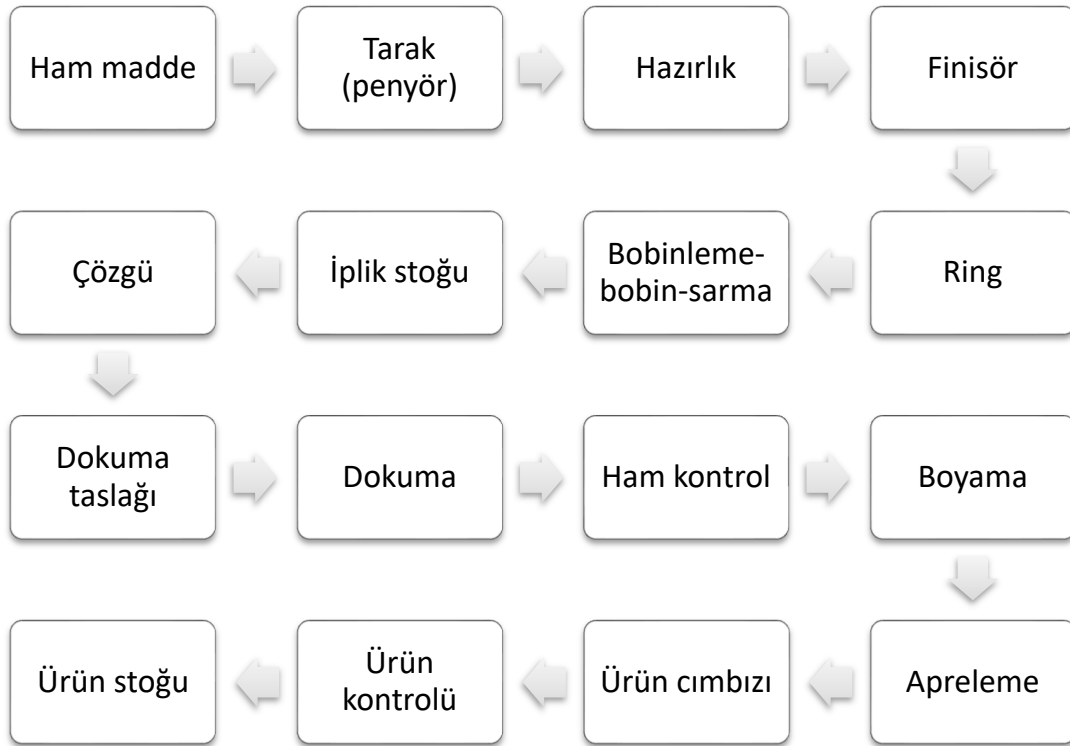 Ham madde
Tarak
(penyör)
Hazırlık
Finisör
Ring
Bobinleme-
bobin-sarma
İplik stoğu
Çözgü
Dokuma
taslağı
Dokuma
Ham kontrol
Boyama
Apreleme
Ürün cımbızı
Ürün
kontrolü
Ürün stoğu